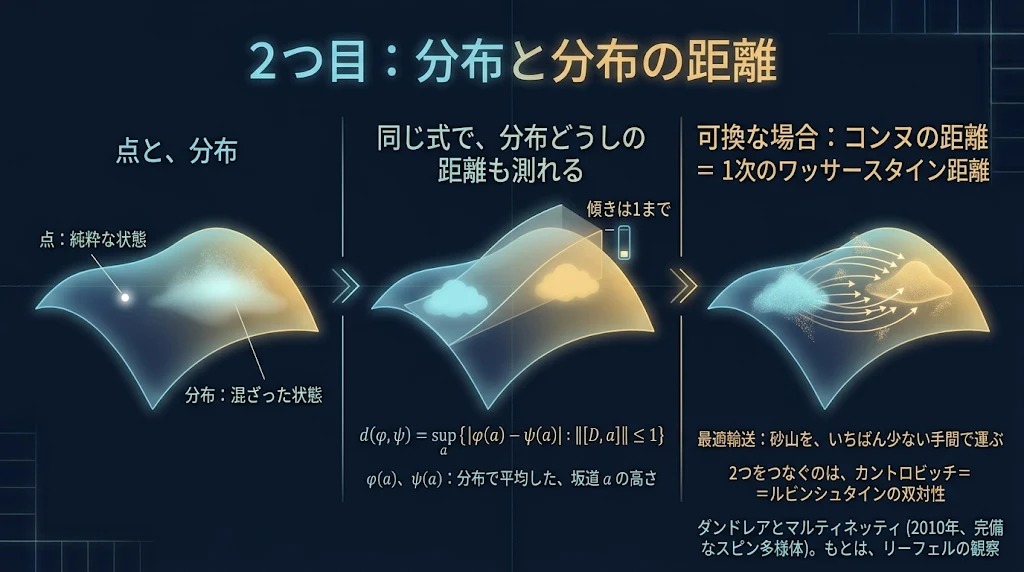 2つ目：分布と分布の距離
点と、分布
点：純粋な状態
分布：混ざった状態
同じ式で、分布どうしの
距離も測れる
傾きは1まで
d(φ,ψ) = sup{|φ(a) − ψ(a)| : ‖[D, a]‖ ≤ 1}
a
φ(a)、ψ(a)：分布で平均した、坂道 a の高さ
可換な場合：コンヌの距離
＝ 1次のワッサースタイン距離
最適輸送：砂山を、いちばん少ない手間で運ぶ
2つをつなぐのは、カントロビッチ＝
＝ルビンシュタインの双対性
ダンドレアとマルティネッティ (2010年、完備
なスピン多様体)。もとは、リーフェルの観察